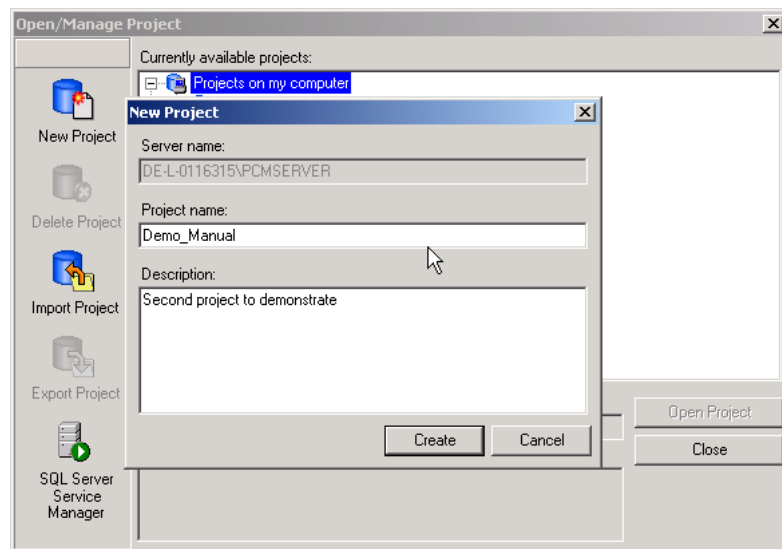 Open/Manage Project
Currently available projects:
Projects on my computer
New Project
Delete Project
Import Project
Export Project
SQL Server
Service
Manager
New Project
Server name:
DE-L-0116315\PCMSERVER
Project name:
Demo_Manual
Description:
Second project to demonstrate
Create
Cancel
Open Project
Close